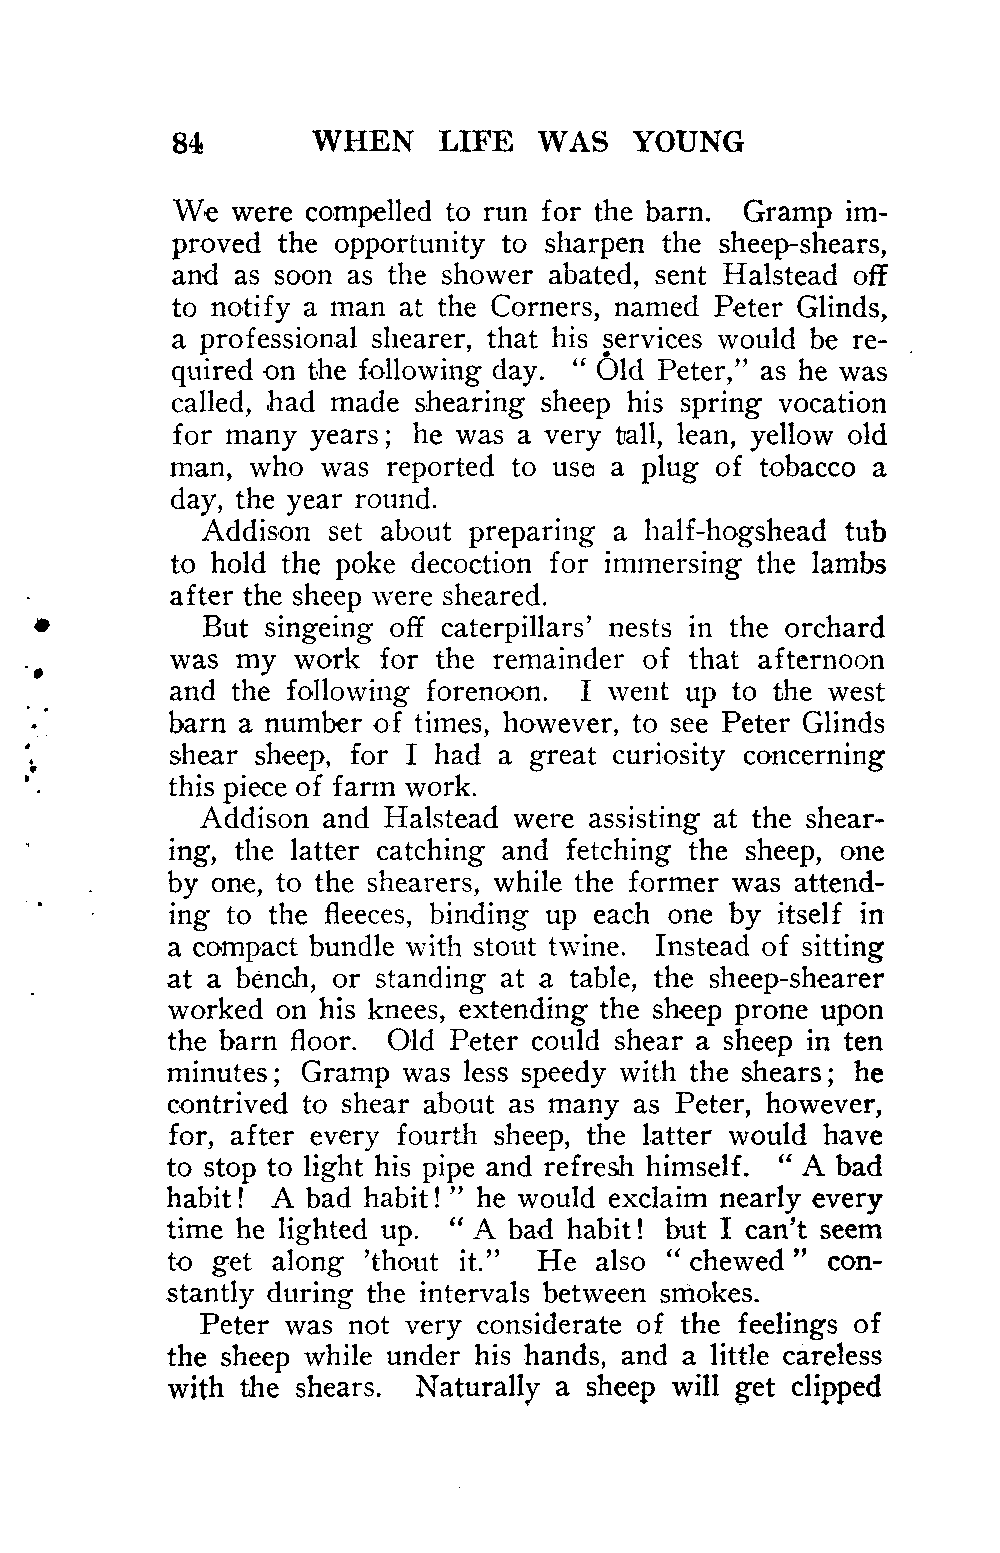 84 WHEN LIFE WAS YOUNG
We were compelled to run for the barn. Gramp im-
proved the opportunity to sharpen the sheep-shears,
and as soon as the shower abated, sent Halstead off
to notify a man at the Corners, named Peter Glinds,
a professional shearer, that his services would be re-
quired on the following day. “ Old Peter,” as he was
called, had made shearing sheep his spring vocation
for many years; he was a very tall, lean, yellow old
man, who was reported to use a plug of tobacco a
day, the year round.
Addison set about preparing a half-hogshead tub
to hold the poke decoction for immersing the lambs
after the sheep were sheared.
But singeing off caterpillars’ nests in the orchard
was my work for the remainder of that afternoon
and the following forenoon. I went up to the west
barn a number of times, however, to see Peter Glinds
shear sheep, for I had a great curiosity concerning
this piece of farm work.
Addison and Halstead were assisting at the shear-
ing, the latter catching and fetching the sheep, one
by one, to the shearers, while the former was attend-
ing to the fleeces, binding up each one by itself in
a compact bundle with stout twine. Instead of sitting
at a bench, or standing at a table, the sheep-shearer
worked on his knees, extending the sheep prone upon
the barn floor. Old Peter could shear a sheep in ten
minutes; Gramp was less speedy with the shears; he
contrived to shear about as many as Peter, however,
for, after every fourth sheep, the latter would have
to stop to light his pipe and refresh himself. “ A bad
habit! A bad habit! ” he would exclaim nearly every
time he lighted up. “ A bad habit! but I can’t seem
to get along ’thout it.” He also “ chewed ” con-
stantly during the intervals between smokes.
Peter was not very considerate of the feelings of
the sheep while under his hands, and a little careless
with the shears. Naturally a sheep will get clipped